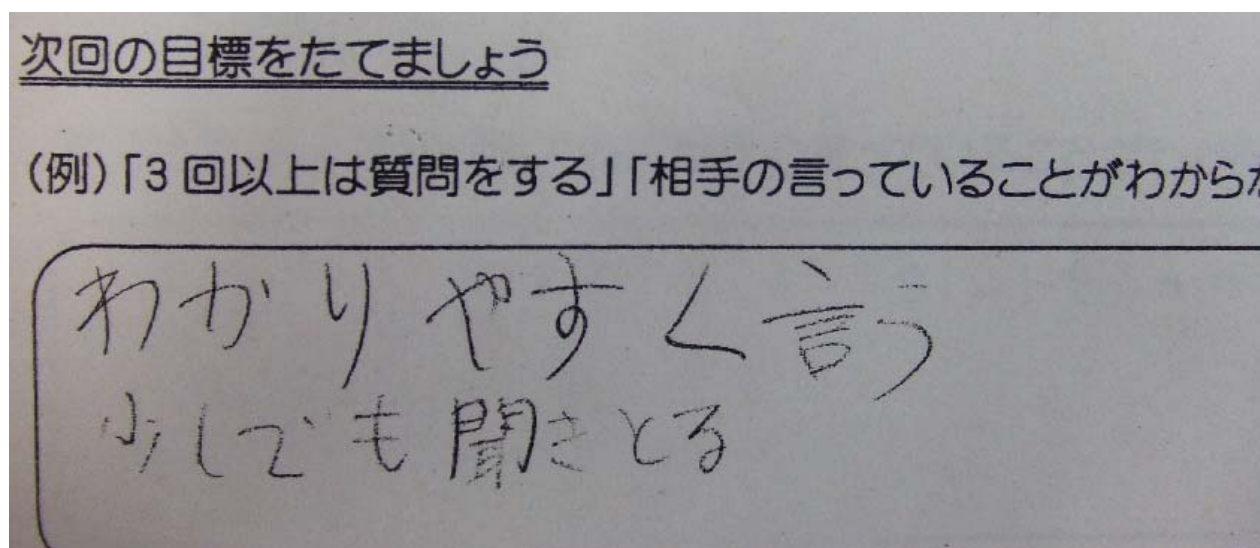 次回の目標をたてましょう
(例)「3回以上は質問をする」「相手の言っていることがわから
わかりやすく言う
少しでも聞きとる